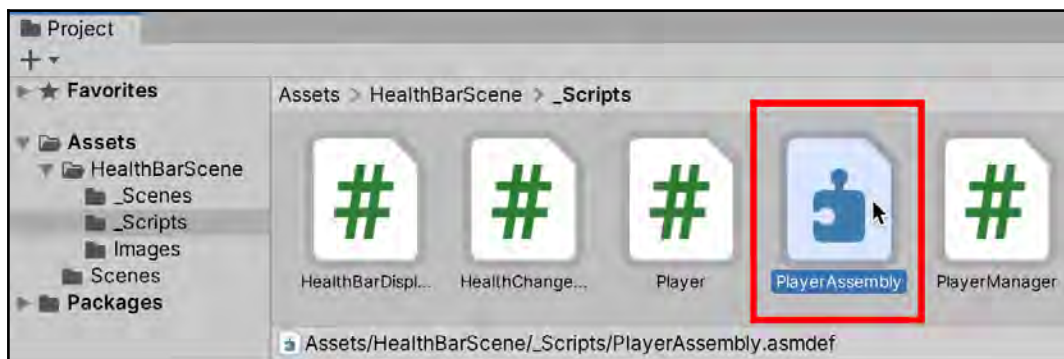 Project
Favorites
Assets
HealthBarScene
_Scenes
_Scripts
Images
Scenes
Packages
Assets > HealthBarScene > _Scripts
HealthBarDispl...
HealthChange...
Player
PlayerAssembly
PlayerManager
Assets/HealthBarScene/_Scripts/PlayerAssembly.asmdef